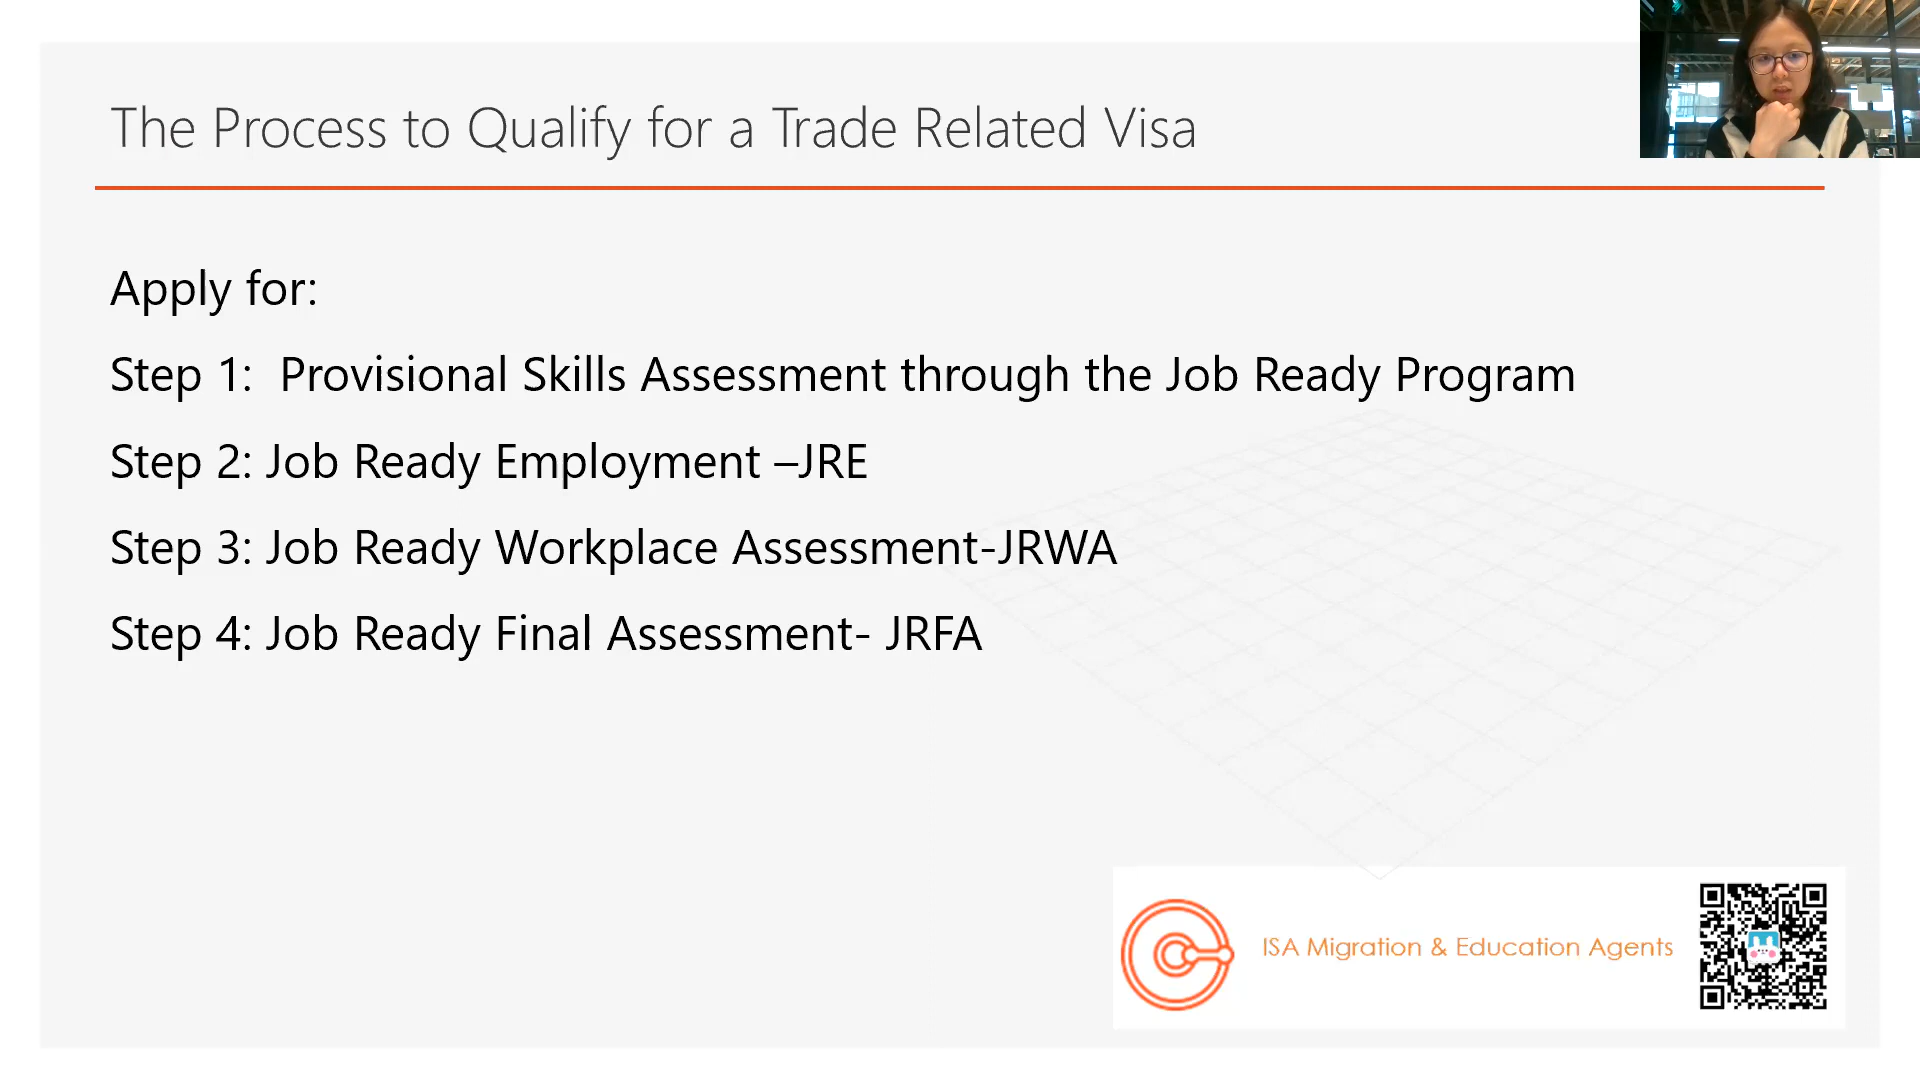 The Process to Qualify for a Trade Related Visa
Apply for:
Step 1:  Provisional Skills Assessment through the Job Ready Program
Step 2: Job Ready Employment –JRE
Step 3: Job Ready Workplace Assessment-JRWA
Step 4: Job Ready Final Assessment- JRFA
ISA Migration & Education Agents